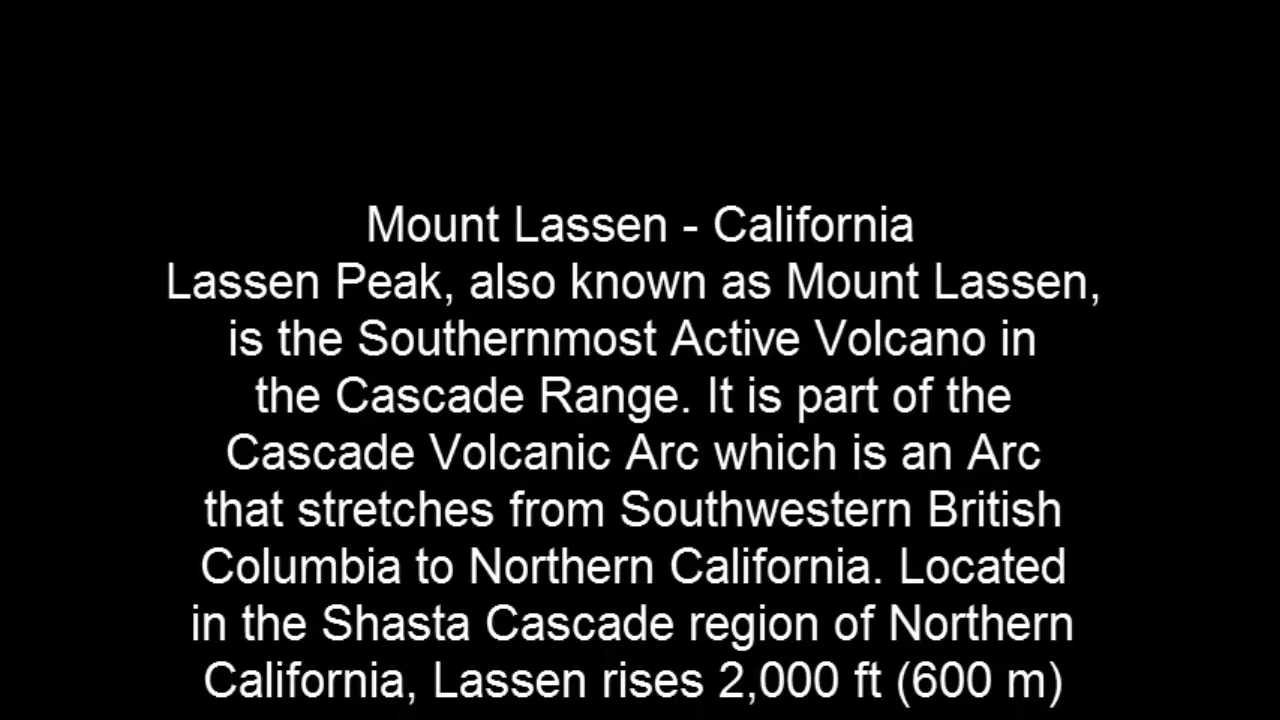 Mount Lassen - California
Lassen Peak, also known as Mount Lassen,
is the Southernmost Active Volcano in
the Cascade Range. It is part of the
Cascade Volcanic Arc which is an Arc
that stretches from Southwestern British
Columbia to Northern California. Located
in the Shasta Cascade region of Northern
California, Lassen rises 2,000 ft (600 m)